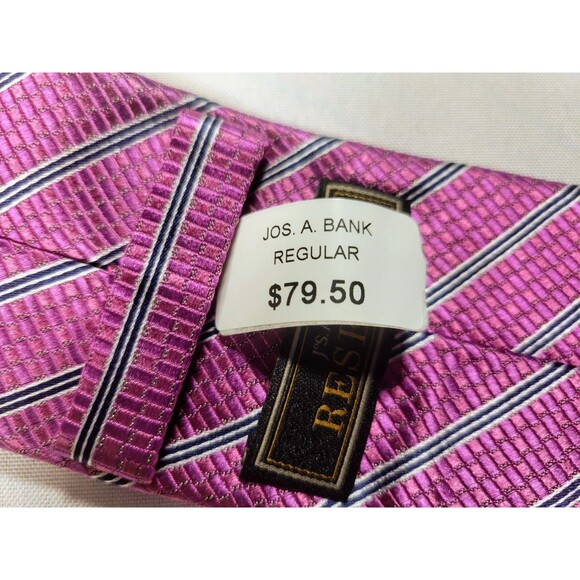 JOS. A. BANK
REGULAR
$79.50